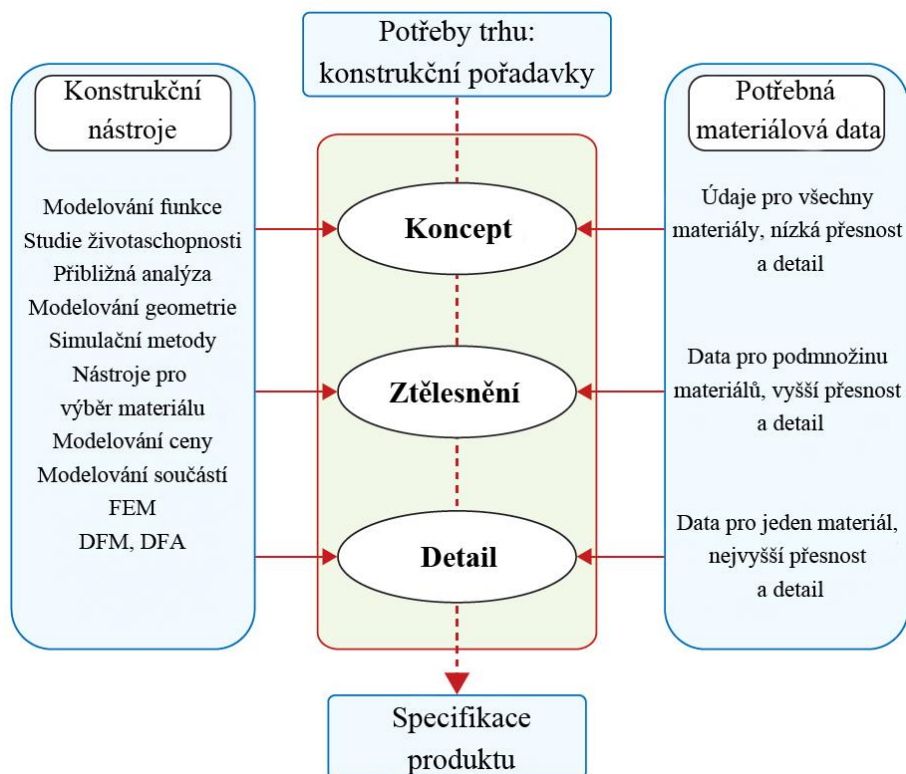 Potřeby trhu:
konstrukční pořadavky
Konstrukční
nástroje
Modelování funkce
Studie životaschopnosti
Přibližná analýza
Modelování geometrie
Simulační metody
Nástroje pro
výběr materiálu
Modelování ceny
Modelování součástí
FEM
DFM, DFA
Koncept
Ztělesnění
Detail
Potřebná
materiálová data
Údaje pro všechny
materiály, nízká přesnost
a detail
Data pro podmnožinu
materiálů, vyšší přesnost
a detail
Data pro jeden materiál,
nejvyšší přesnost
a detail
Specifikace
produktu